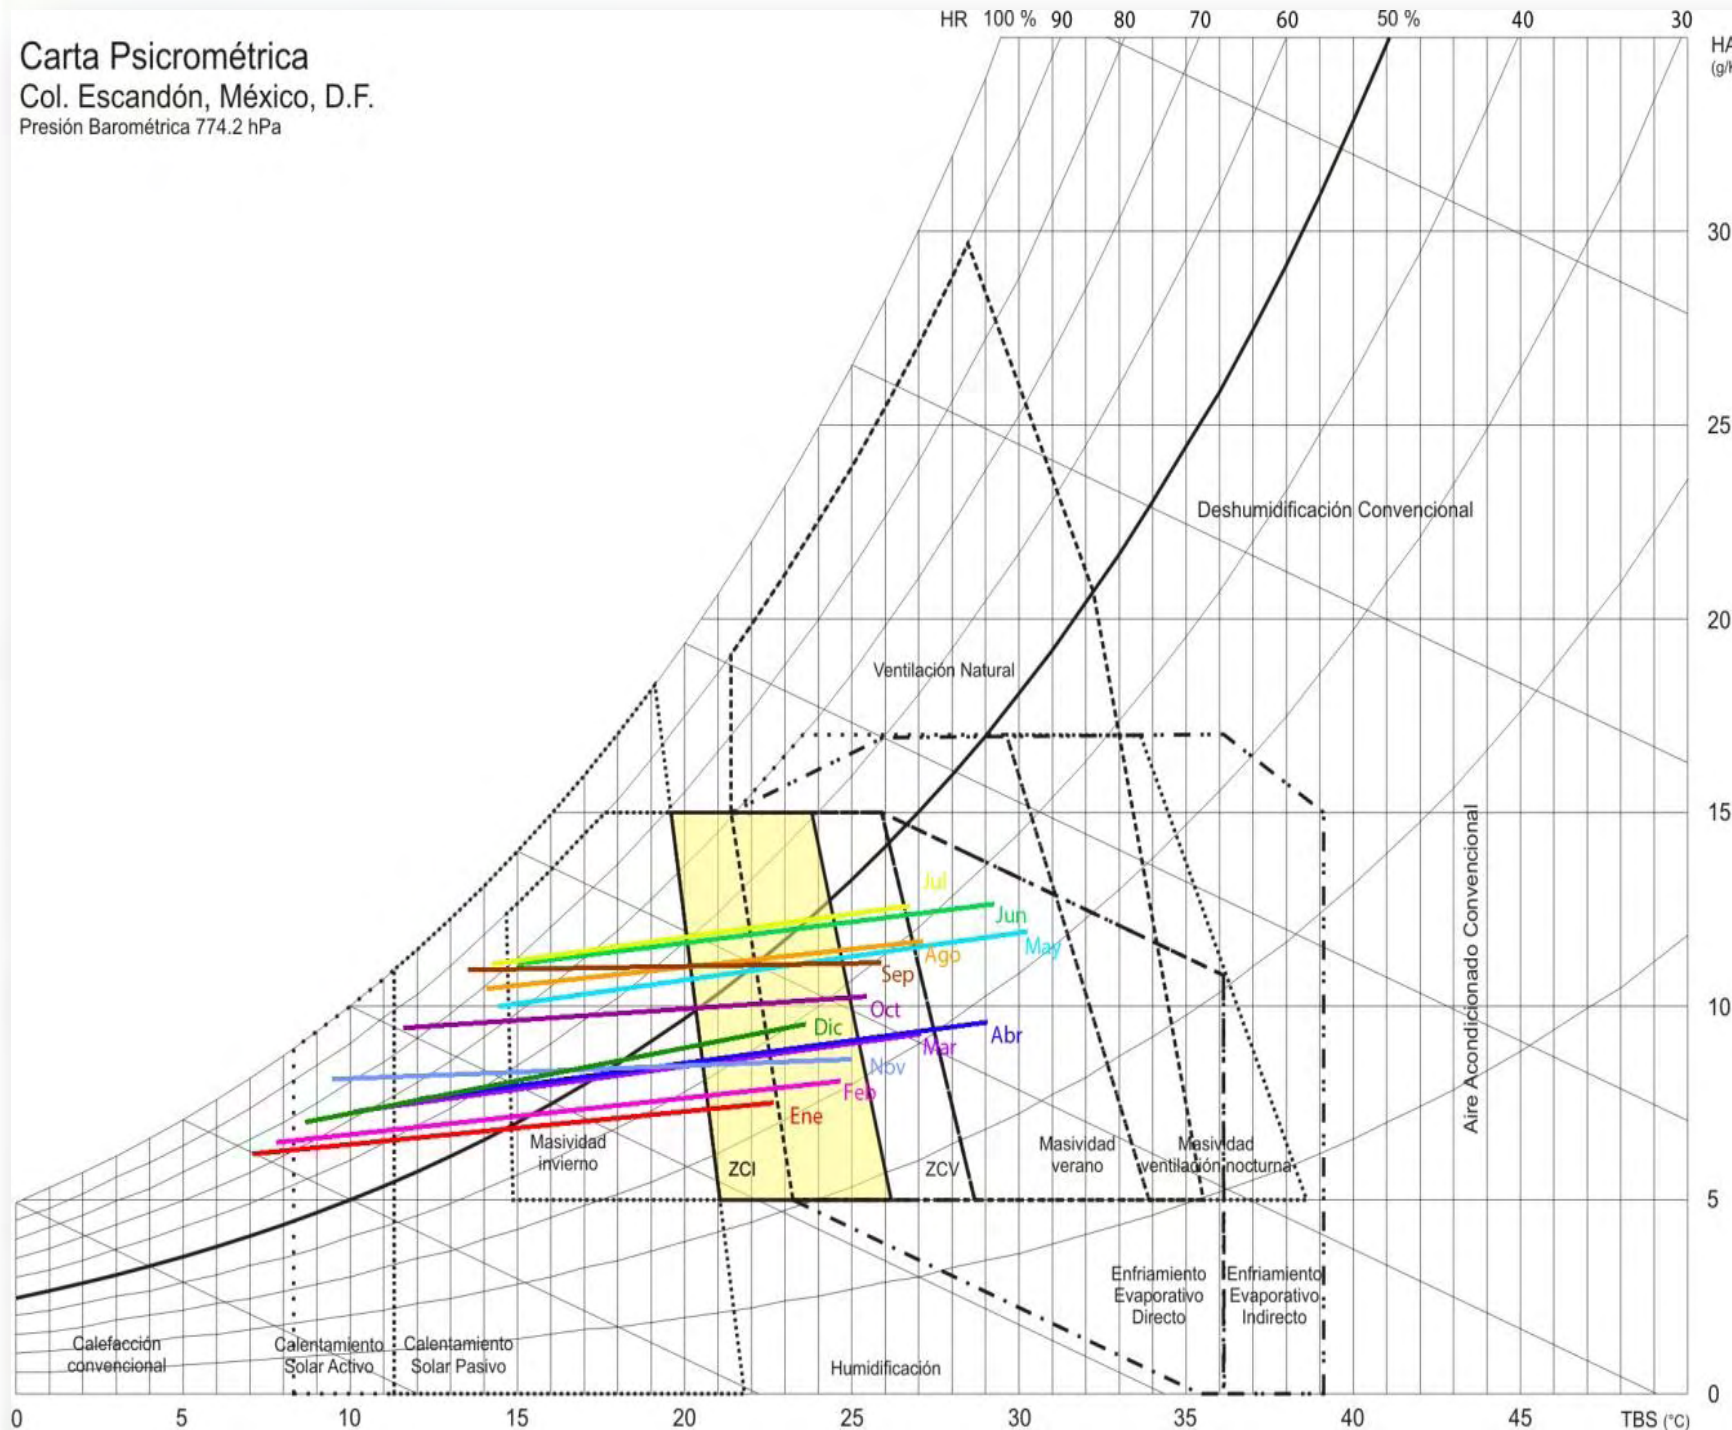 HR 100 % 90 80 70 60 50 % 40 30
Carta Psicrométrica
Col. Escandón, México, D.F.
Presión Barométrica 774.2 hPa
30
25
Deshumidificación Convencional
20
Ventilación Natural
15
Aire Acondicionado Convencional
Jul
Jun
May
Ago
Sep
10
Oct
Dic
Abr
Mar
Nov
Feb
Ene
Masividad
invierno
ZCI
ZCV
Masividad
verano
Masividad
ventilación nocturna
5
Enfriamiento
Evaporativo
Directo
Enfriamiento
Evaporativo
Indirecto
Calefacción
convencional
Calentamiento
Solar Activo
Calentamiento
Solar Pasivo
Humidificación
0
0 5 10 15 20 25 30 35 40 45 TBS (°C)